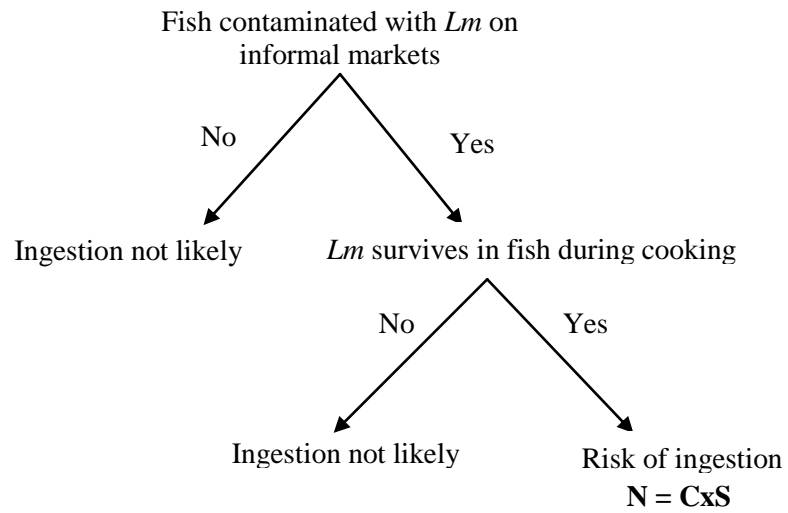 Fish contaminated with Lm on
informal markets
No
Yes
Ingestion not likely
Lm survives in fish during cooking
No
Yes
Ingestion not likely
Risk of ingestion
N = CxS